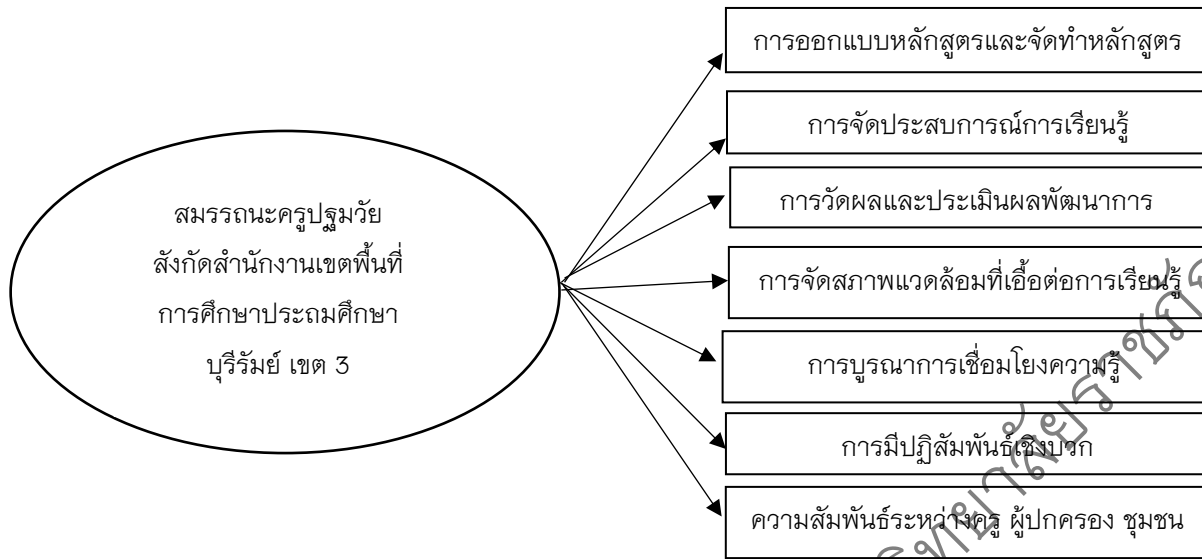 การออกแบบหลักสูตรและจัดทำหลักสูตร
การจัดประสบการณ์การเรียนรู้
การวัดผลและประเมินผลพัฒนาการ
สมรรถนะครูปฐมวัย
สังกัดสำนักงานเขตพื้นที่
การศึกษาประถมศึกษา
บุรีรัมย์ เขต 3
การจัดสภาพแวดล้อมที่เอื้อต่อการเรียนรู้
การบูรณาการเชื่อมโยงความรู้
การมีปฏิสัมพันธ์เชิงบวก
ความสัมพันธ์ระหว่างครู ผู้ปกครอง ชุมชน